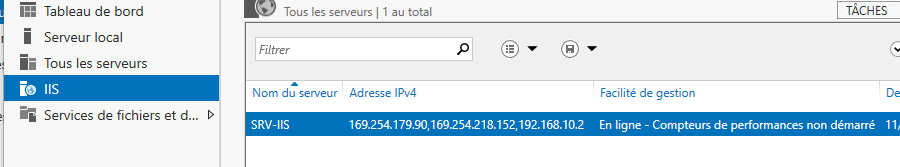 Tableau de bord
Serveur local
Tous les serveurs
IIS
Services de fichiers et d...
Tous les serveurs | 1 au total
TÂCHES
Filtrer
Nom du serveur Adresse IPv4 Facilité de gestion De
SRV-IIS 169.254.179.90,169.254.218.152,192.168.10.2 En ligne - Compteurs de performances non démarré 11/